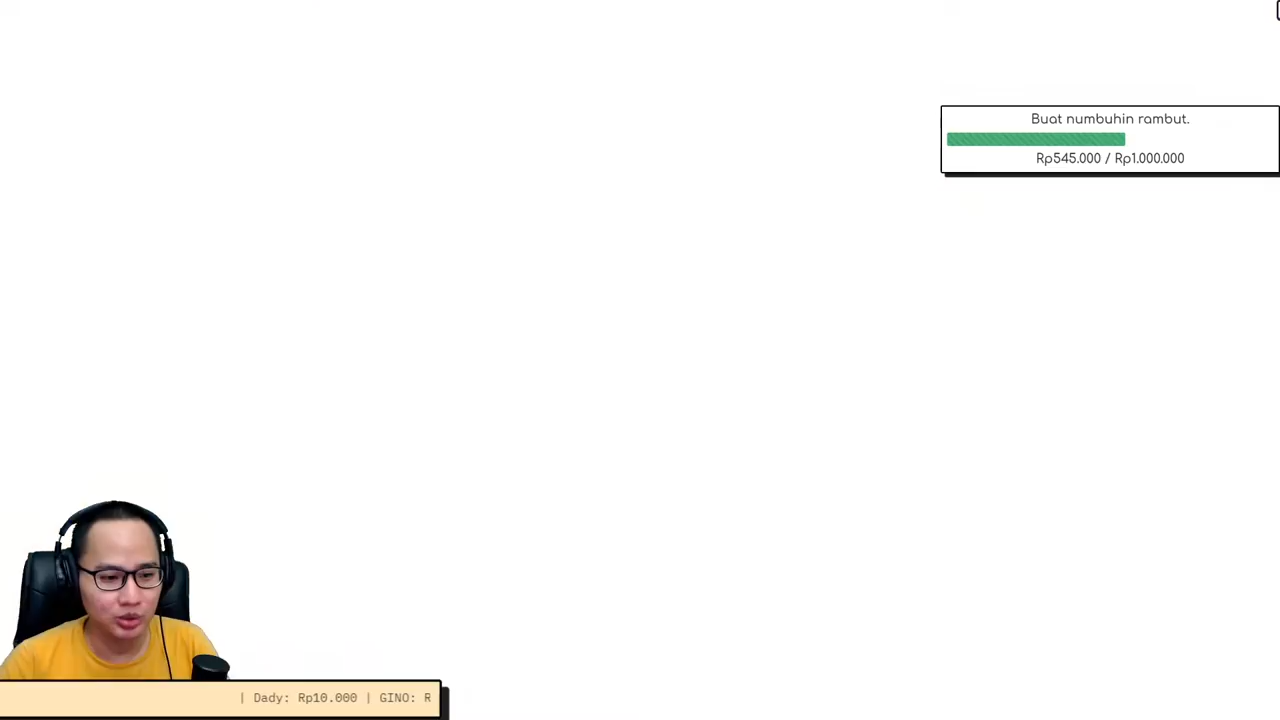 Buat numbuhin rambut.
Rp545.000 / Rp1.000.000
| Dady: Rp10.000 | GINO: R